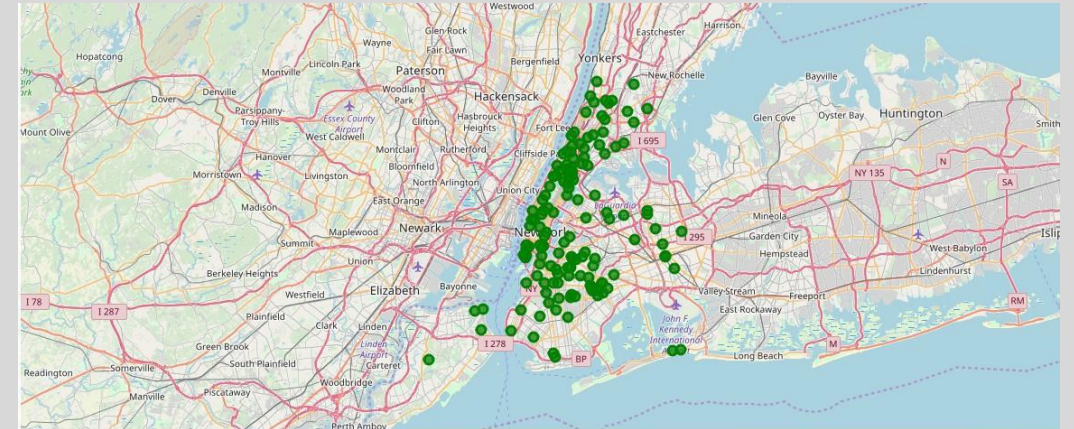 Westwood
Hopatcong
Wayne
Glen Rock
Fair Lawn
Eastchester
Harrison
Lincoln Park
Bergenfield
Yonkers
Montville
Paterson
New Rochelle
Bayville
Denville
Woodland
Park
Hackensack
Dover
Parsippany-
Troy Hills
Essex County
Airport
Hasbrouck
Heights
Glen Cove
Oyster Bay
Huntington
Smith
Clifton
Fort Lee
Mount Olive
West Caldwell
I 695
Montclair
Rutherford
Cliffside Pa
Hanover
Bloomfield
N
NY 135
Morristown
Livingston
North Arlington
Union City
SA
East Orange
Madison
Mineola
Maplewood
Newark
New York
I 295
Garden City
Islip
Summit
West Babylon
Union
Hempstead
Berkeley Heights
Lindenhurst
Elizabeth
Bayonne
NY
Valley Stream
Freeport
Westfield
I 78
RM
I 287
East Rockaway
Plainfield
John F.
Kennedy
International
Clark
Linden
Linden
Airport
Carteret
I 278
M
Green Brook
BP
Long Beach
South Plainfield
Readington
Somerville
Woodbridge
Piscataway
Manville
Perth Amboy